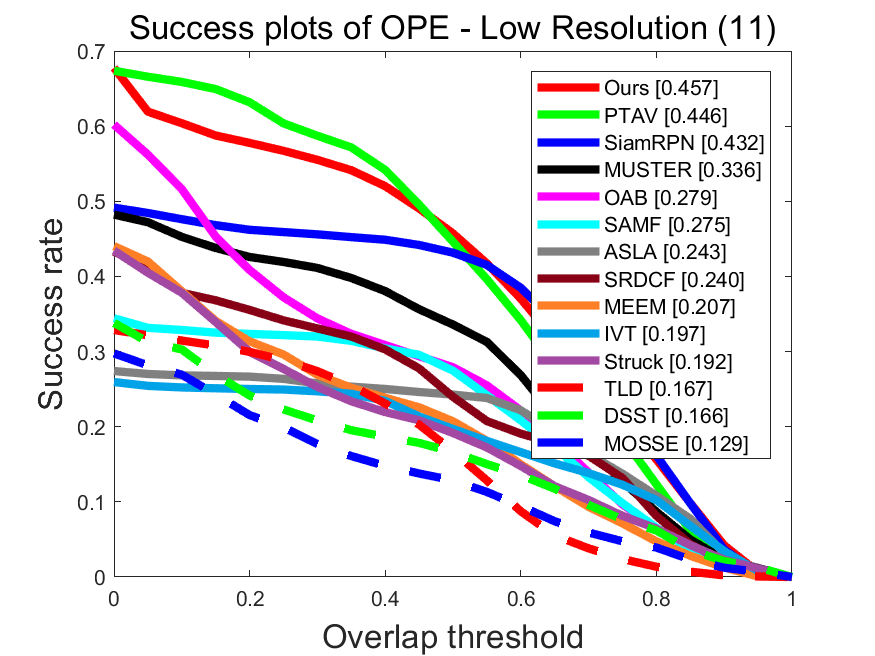 Success plots of OPE - Low Resolution (11)
0.7
0.6
0.5
0.4
0.3
0.2
0.1
0
Success rate
Ours [0.457]
PTAV [0.446]
SiamRPN [0.432]
MUSTER [0.336]
OAB [0.279]
SAMF [0.275]
ASLA [0.243]
SRDCF [0.240]
MEEM [0.207]
IVT [0.197]
Struck [0.192]
TLD [0.167]
DSST [0.166]
MOSSE [0.129]
0 0.2 0.4 0.6 0.8 1
Overlap threshold